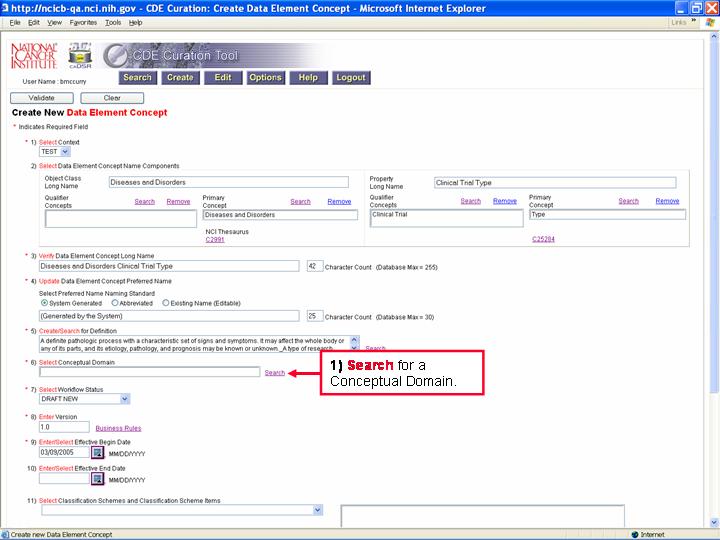 http://ncicb-qa.nci.nih.gov - CDE Curation: Create Data Element Concept - Microsoft Internet Explorer
File Edit View Favorites Tools Help
Links »
NATIONAL CANCER INSTITUTE
caDSR
CDE Curation Tool
User Name : bmccurry
Search Create Edit Options Help Logout
Validate Clear
Create New Data Element Concept
* Indicates Required Field
* 1) Select Context
TEST
2) Select Data Element Concept Name Components
Object Class Long Name
Diseases and Disorders
Qualifier Concepts
Search Remove
Primary Concept
Search Remove
Diseases and Disorders
NCI Thesaurus
C2991
Property Long Name
Clinical Trial Type
Qualifier Concepts
Search Remove
Clinical Trial
Primary Concept
Search Remove
Type
C25284
* 3) Verify Data Element Concept Long Name
Diseases and Disorders Clinical Trial Type
42 Character Count (Database Max = 255)
* 4) Update Data Element Concept Preferred Name
Select Preferred Name Naming Standard
System Generated Abbreviated Existing Name (Editable)
(Generated by the System)
25 Character Count (Database Max = 30)
* 5) Create/Search for Definition
A definite pathologic process with a characteristic set of signs and symptoms. It may affect the whole body or
any of its parts, and its etiology, pathology, and prognosis may be known or unknown._A type of research
Search
* 6) Select Conceptual Domain
Search
1) Search for a
Conceptual Domain.
* 7) Select Workflow Status
DRAFT NEW
* 8) Enter Version
1.0
Business Rules
* 9) Enter/Select Effective Begin Date
03/09/2005 MM/DD/YYYY
10) Enter/Select Effective End Date
MM/DD/YYYY
11) Select Classification Schemes and Classification Scheme Items
Create new Data Element Concept
Internet